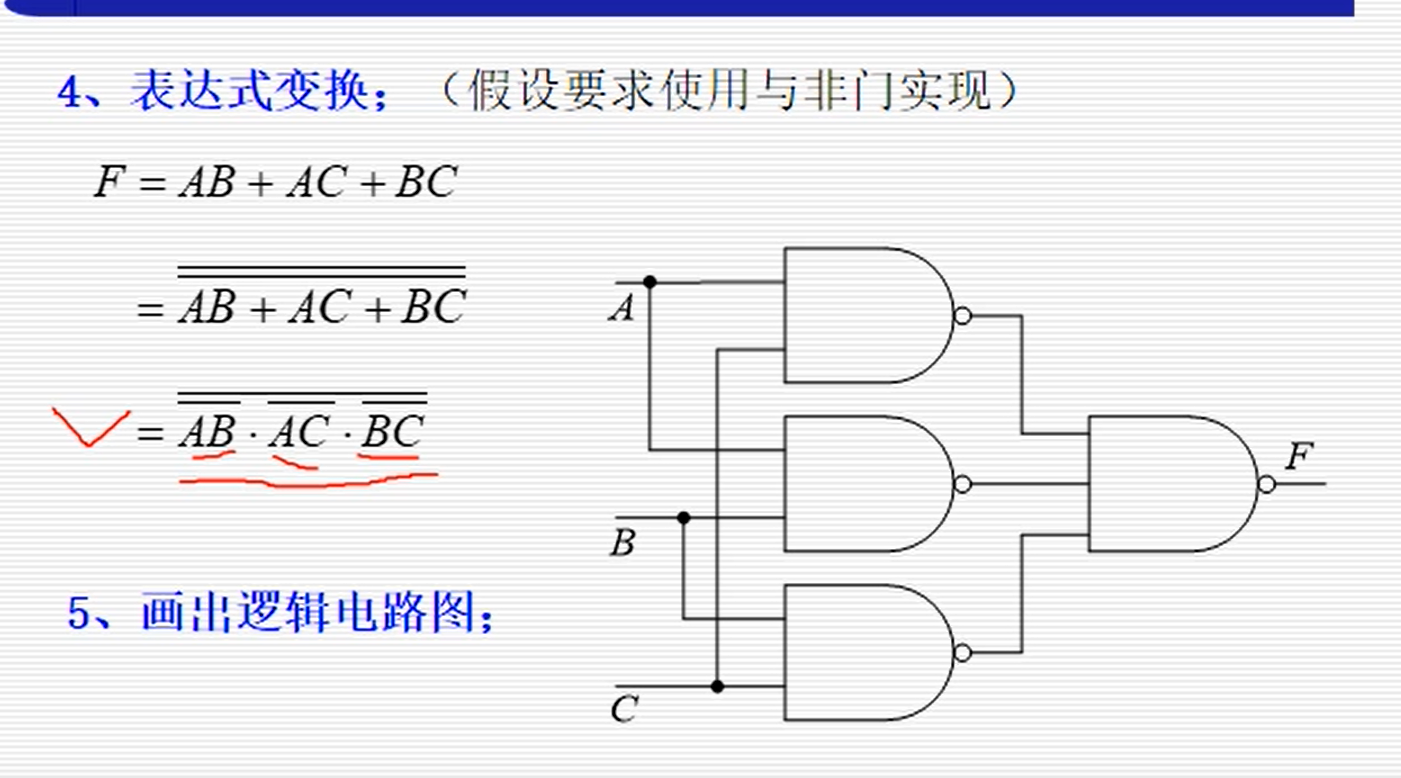 4、表达式变换；（假设要求使用与非门实现）
F = AB + AC + BC
= \overline{\overline{AB + AC + BC}}
= \overline{\overline{AB} · \overline{AC} · \overline{BC}}
A
F
B
5、画出逻辑电路图；
C